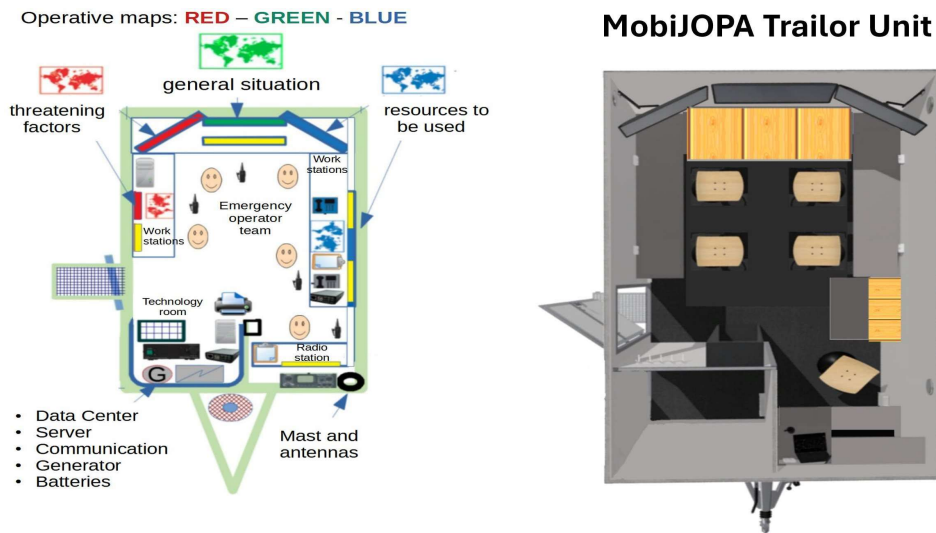 Operative maps: RED – GREEN - BLUE
MobiJOPA Trailor Unit
general situation
threatening
factors
resources to
be used
Work
stations
Emergency
operator
team
Work
stations
Technology
room
Radio
station
G
• Data Center
• Server
• Communication
• Generator
• Batteries
Mast and
antennas